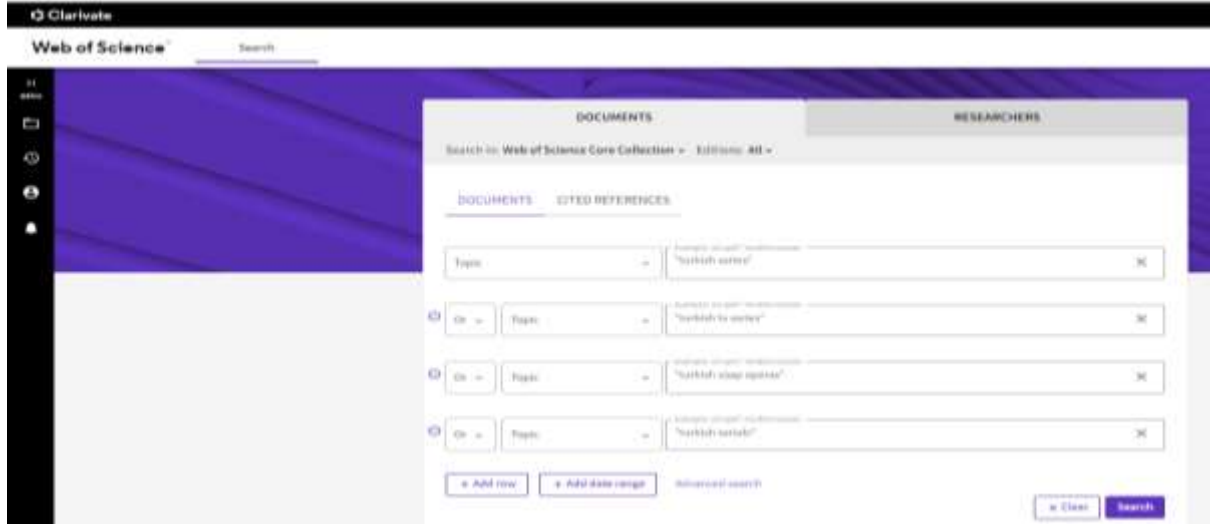 Clarivate
Web of Science™
Search
MENU
DOCUMENTS
RESEARCHERS
Search in: Web of Science Core Collection Editions: All
DOCUMENTS CITED REFERENCES
Topic
"turkish series"
Or Topic
"turkish tv series"
Or Topic
"turkish soap operas"
Or Topic
"turkish serials"
+ Add row + Add date range Advanced search
× Clear Search